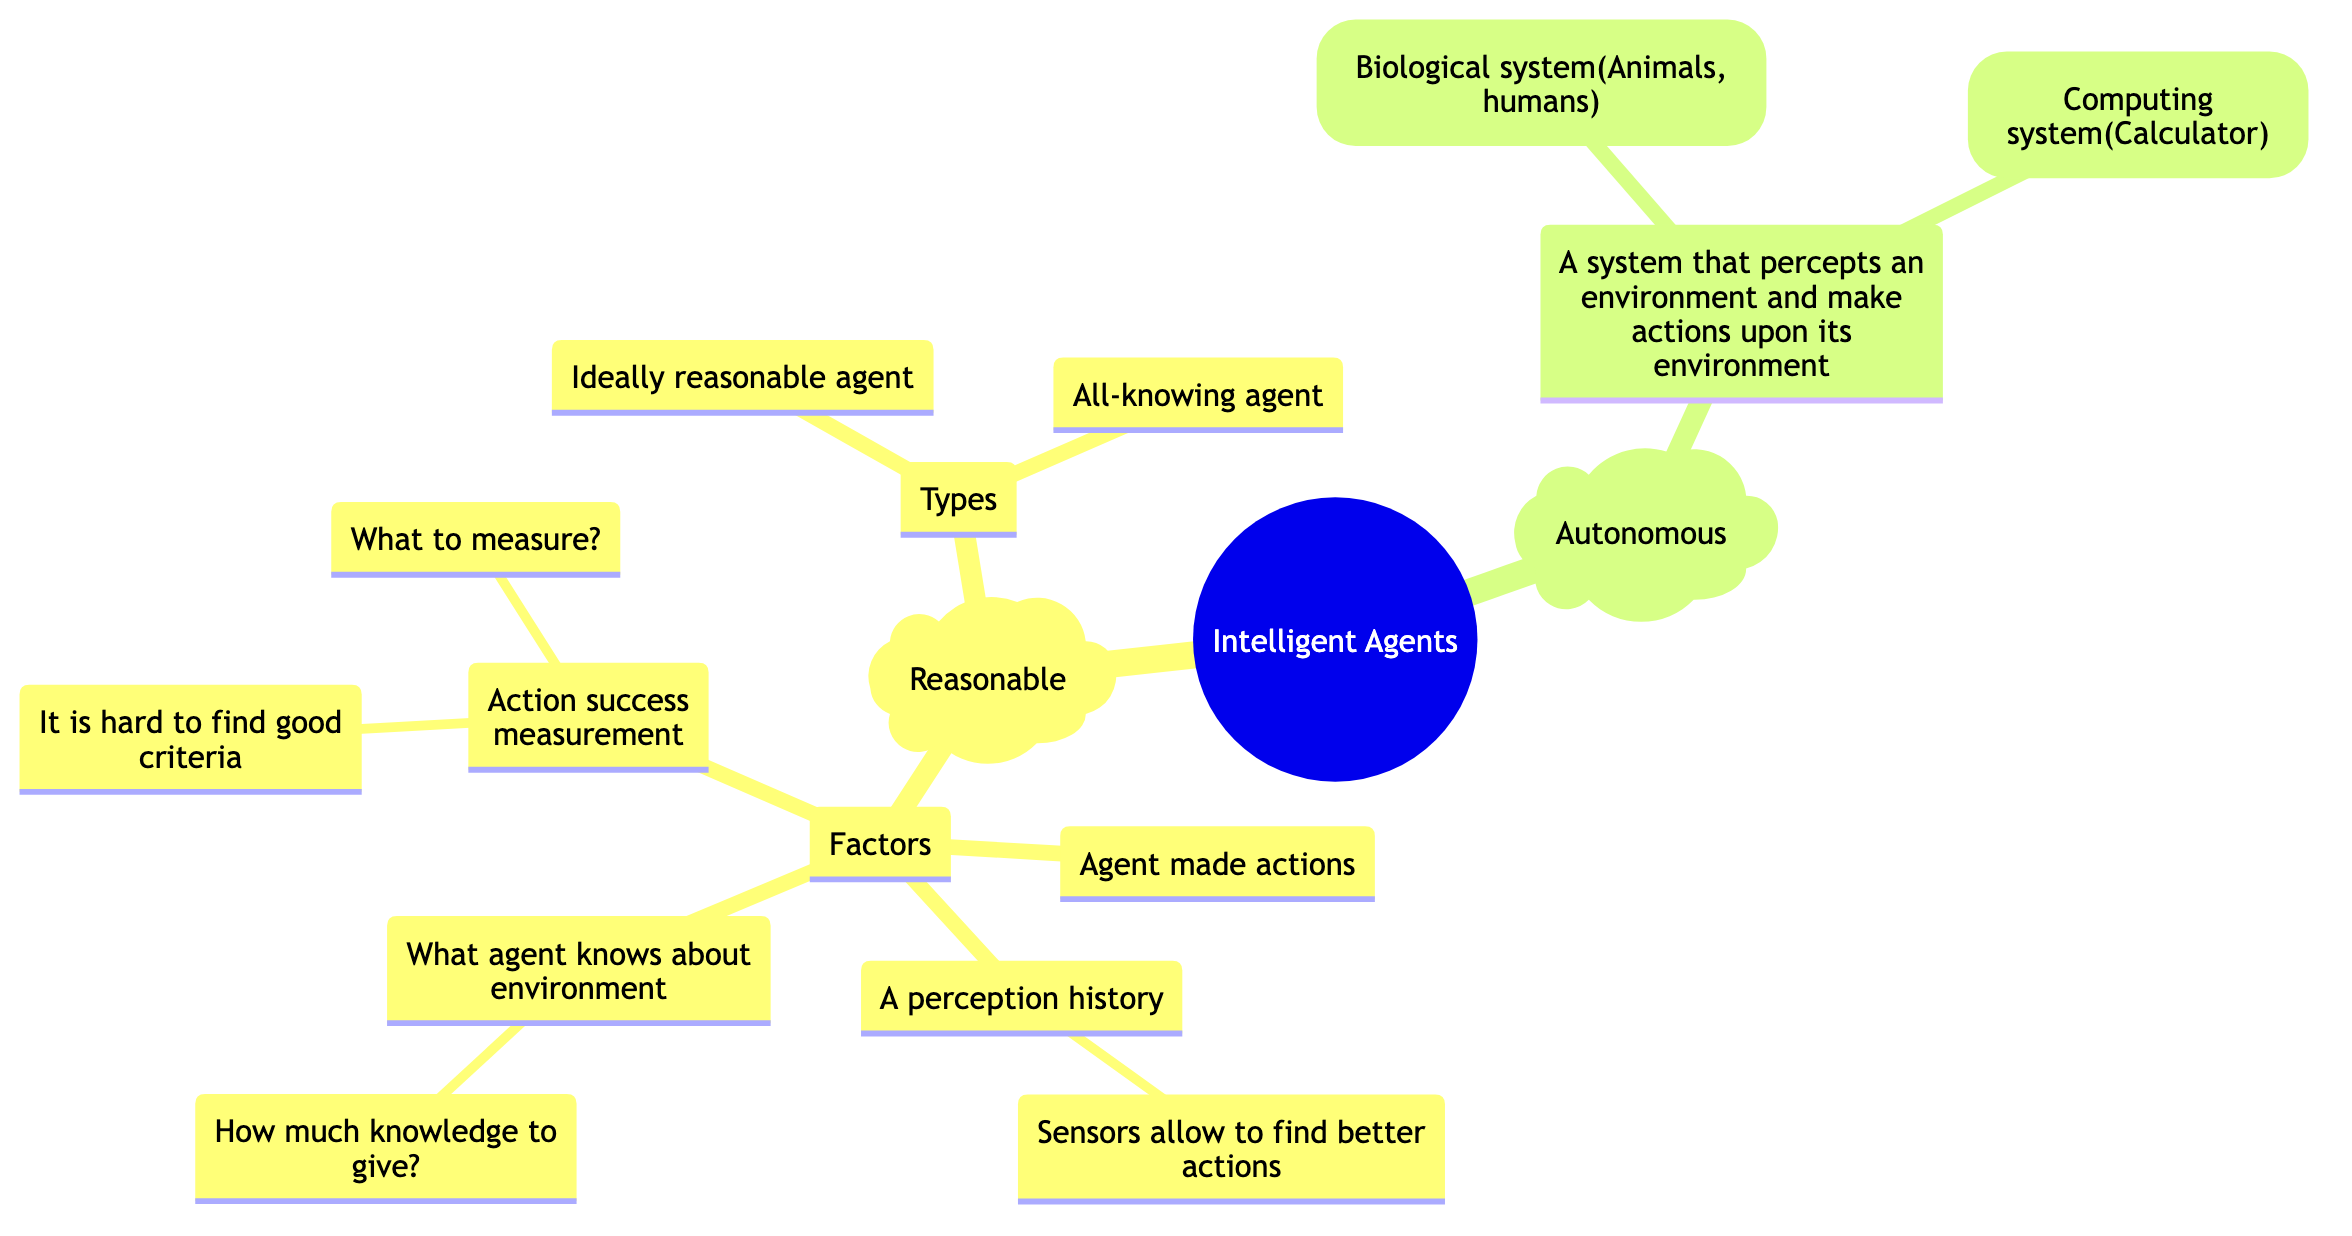 Biological system(Animals,
humans)
Computing
system(Calculator)
A system that percepts an
environment and make
actions upon its
environment
Ideally reasonable agent
All-knowing agent
Types
What to measure?
Autonomous
Intelligent Agents
Reasonable
Action success
measurement
It is hard to find good
criteria
Factors
Agent made actions
What agent knows about
environment
A perception history
How much knowledge to
give?
Sensors allow to find better
actions